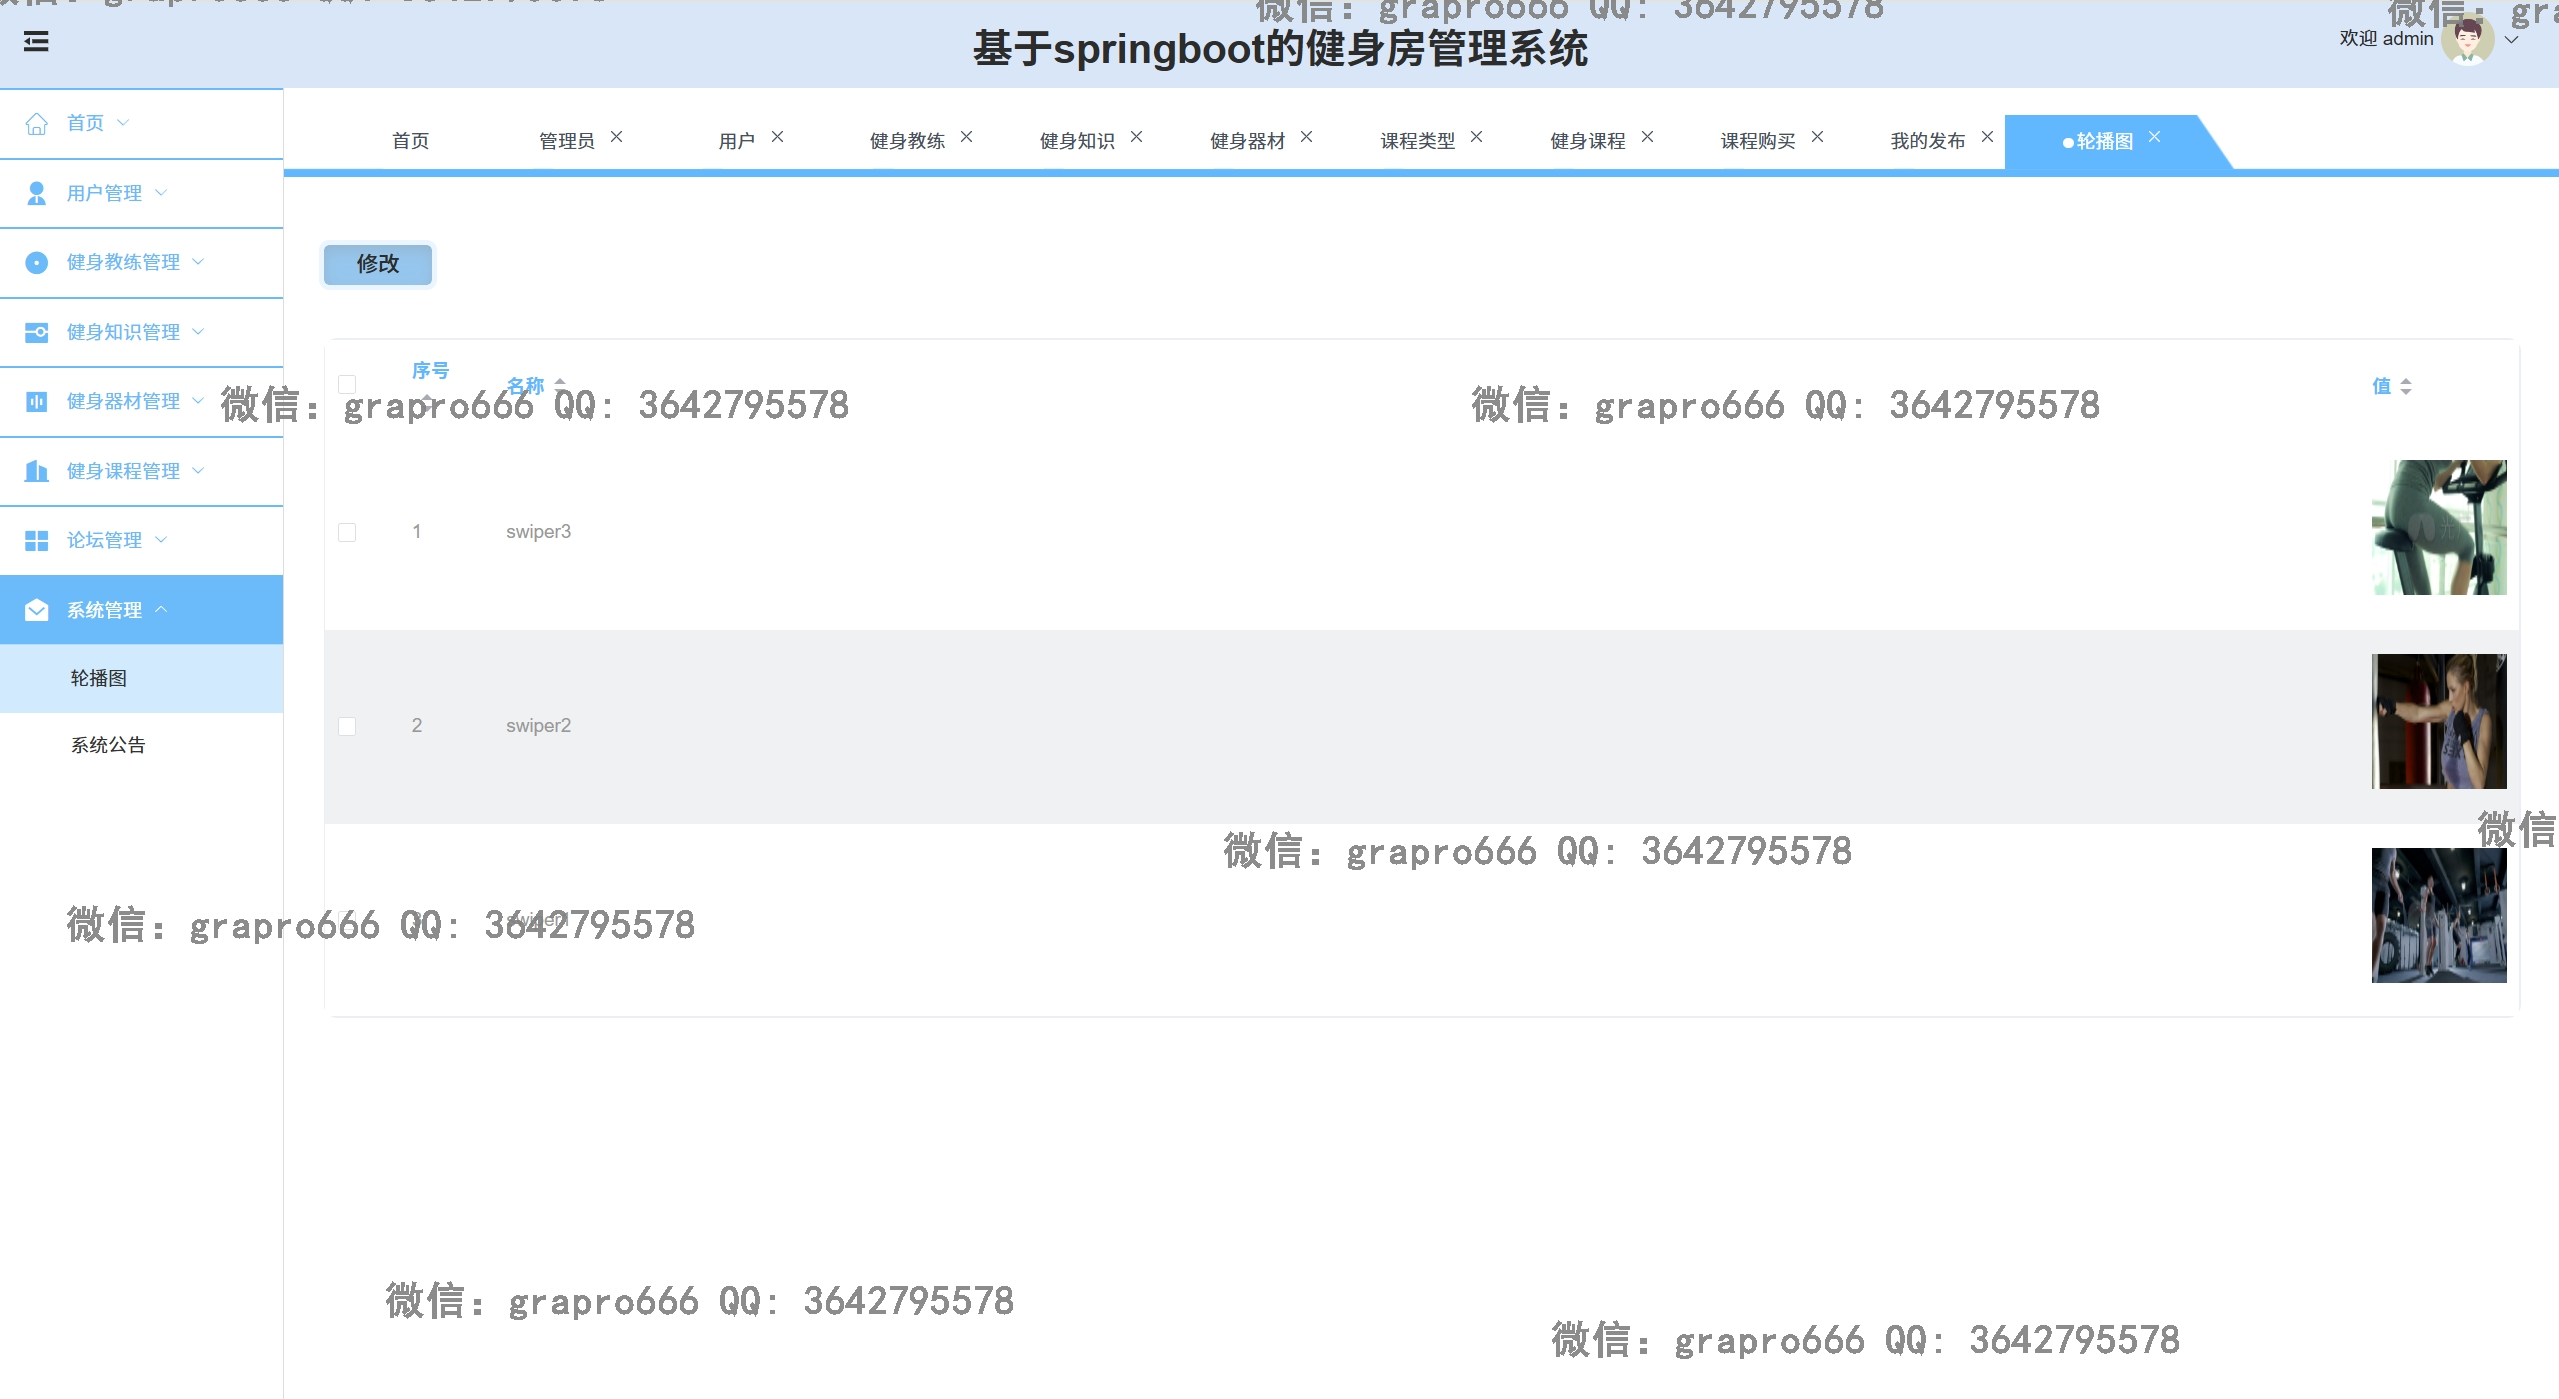 微信：grapro666 QQ: 3642795578
微信：gra
基于springboot的健身房管理系统
欢迎 admin
首页
管理员
用户
健身教练
健身知识
健身器材
课程类型
健身课程
课程购买
我的发布
轮播图
首页
用户管理
健身教练管理
健身知识管理
健身器材管理
健身课程管理
论坛管理
系统管理
轮播图
系统公告
修改
序号
名称
值
微信：grapro666 QQ: 3642795578
微信：grapro666 QQ: 3642795578
1
swiper3
2
swiper2
微信：grapro666 QQ: 3642795578
微信
3
swiper1
微信：grapro666 QQ: 3642795578
微信：grapro666 QQ: 3642795578
微信：grapro666 QQ: 3642795578